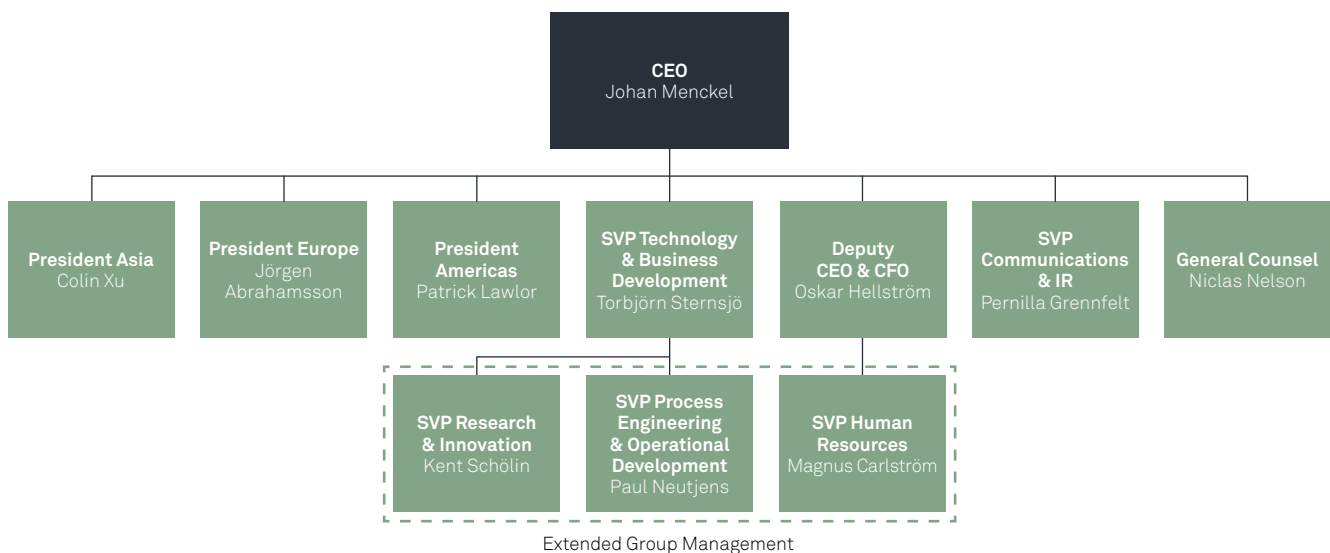 CEO
Johan Menckel
President Asia
Colin Xu
President Europe
Jörgen
Abrahamsson
President
Americas
Patrick Lawlor
SVP Technology
& Business
Development
Torbjörn Sternsjö
Deputy
CEO & CFO
Oskar Hellström
SVP
Communications
& IR
Pernilla Grennfelt
General Counsel
Niclas Nelson
SVP Research
& Innovation
Kent Schölin
SVP Process
Engineering
& Operational
Development
Paul Neutjens
SVP Human
Resources
Magnus Carlström
Extended Group Management